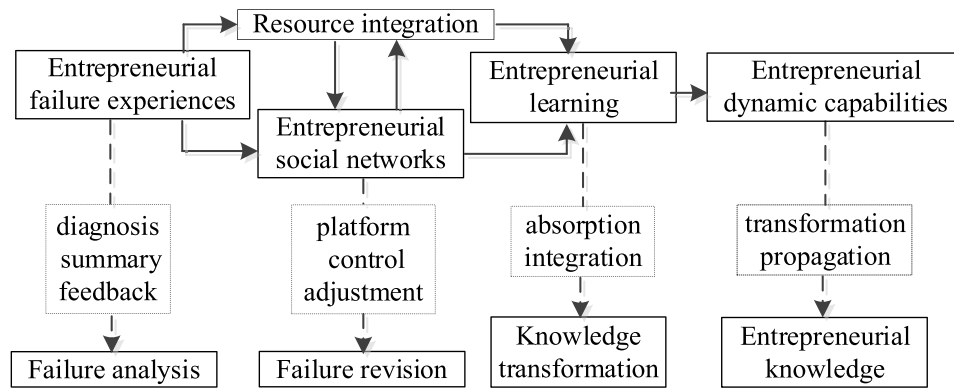 Resource integration
Entrepreneurial
failure experiences
Entrepreneurial
social networks
Entrepreneurial
learning
Entrepreneurial
dynamic capabilities
diagnosis
summary
feedback
platform
control
adjustment
absorption
integration
transformation
propagation
Failure analysis
Failure revision
Knowledge
transformation
Entrepreneurial
knowledge